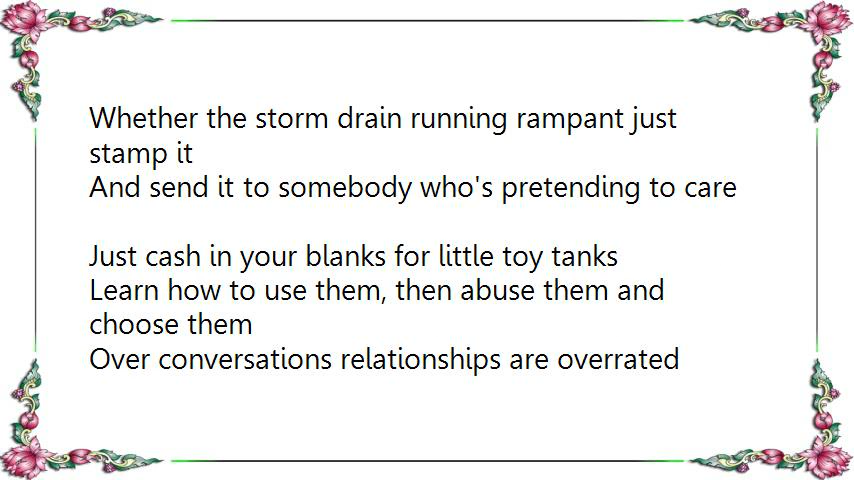 Whether the storm drain running rampant just
stamp it
And send it to somebody who's pretending to care
Just cash in your blanks for little toy tanks
Learn how to use them, then abuse them and
choose them
Over conversations relationships are overrated